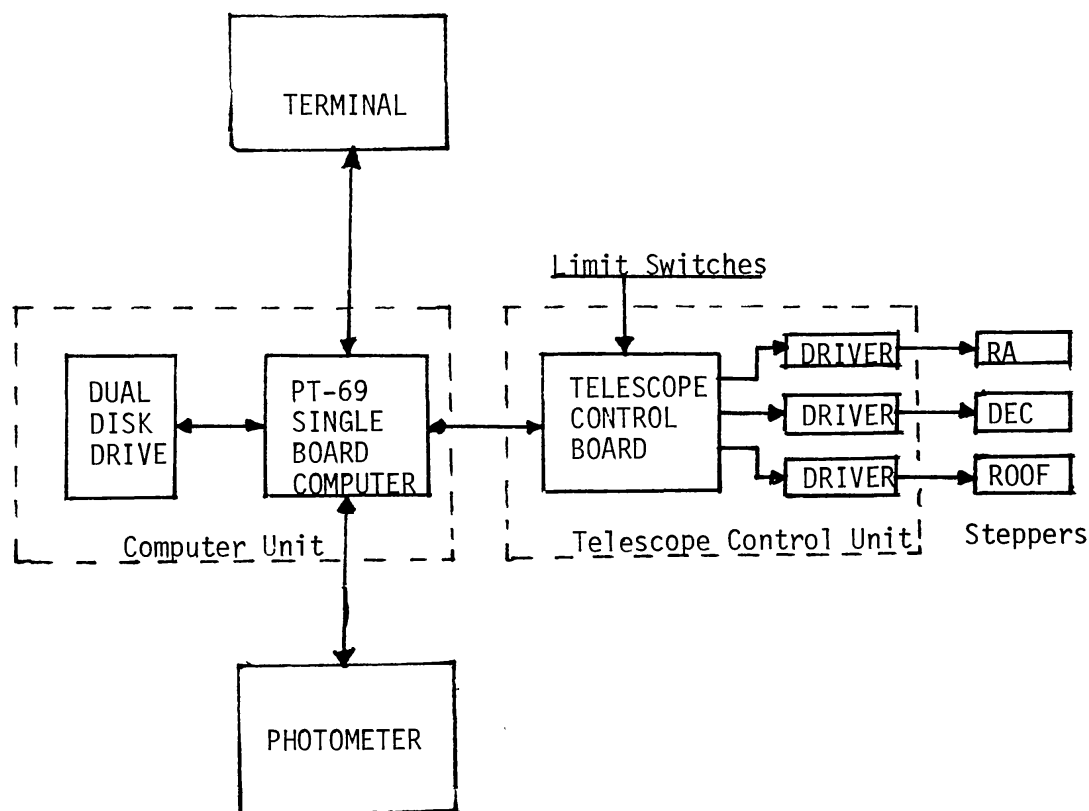 TERMINAL
Limit Switches
DUAL
DISK
DRIVE
PT-69
SINGLE
BOARD
COMPUTER
TELESCOPE
CONTROL
BOARD
DRIVER
RA
DRIVER
DEC
DRIVER
ROOF
Computer Unit
Telescope Control Unit
Steppers
PHOTOMETER